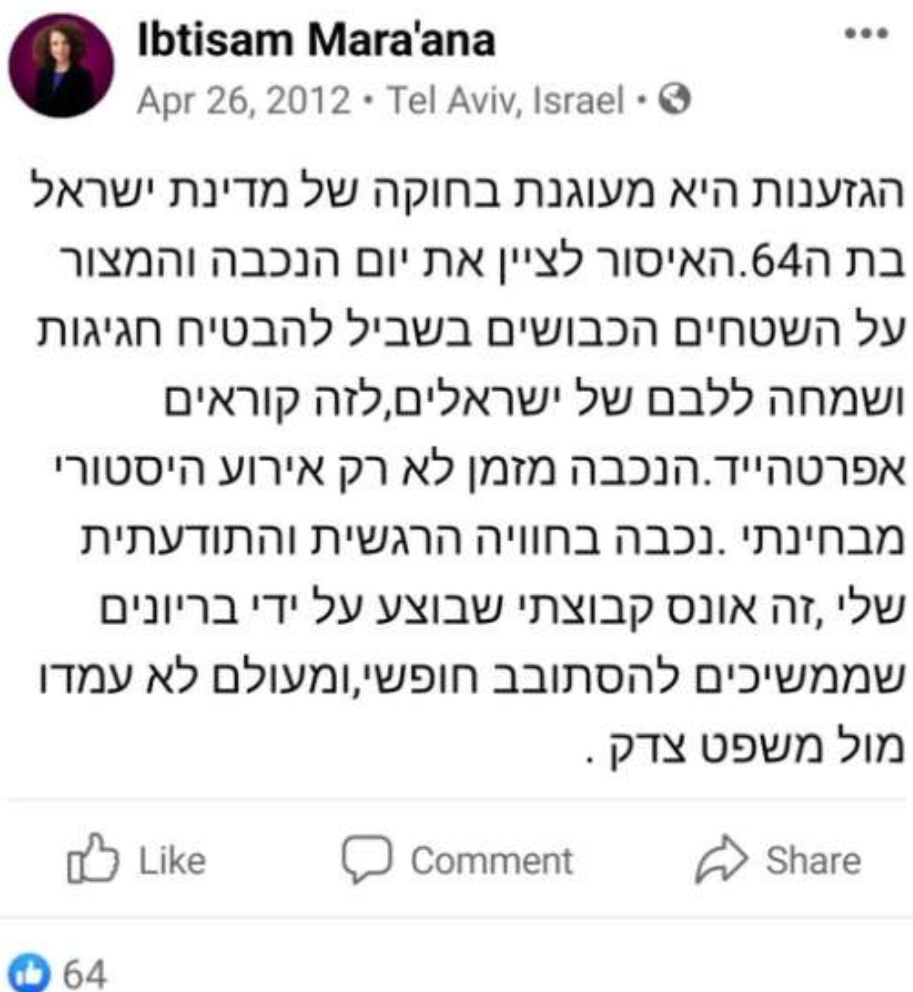 Ibtisam Mara'ana
Apr 26, 2012 • Tel Aviv, Israel •
הגזענות היא מעוגנת בחוקה של מדינת ישראל
בת ה64.האיסור לציין את יום הנכבה והמצור
על השטחים הכבושים בשביל להבטיח חגיגות
ושמחה ללבם של ישראלים,לזה קוראים
אפרטהייד.הנכבה מזמן לא רק אירוע היסטורי
מבחינתי .נכבה בחוויה הרגשית והתודעתית
שלי ,זה אונס קבוצתי שבוצע על ידי בריונים
שממשיכים להסתובב חופשי,ומעולם לא עמדו
מול משפט צדק .
Like Comment Share
64